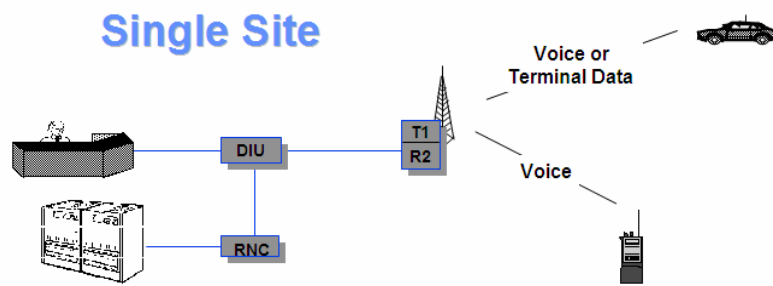 Single Site
Voice or
Terminal Data
T1
DIU
R2
Voice
RNC